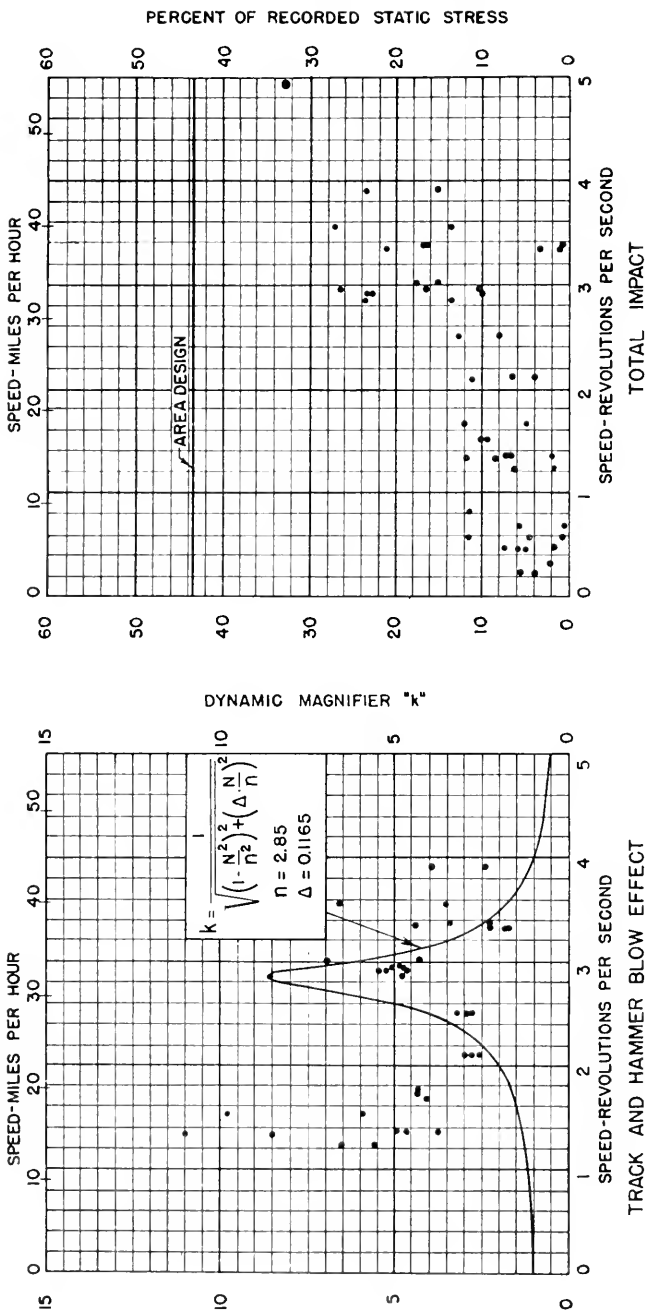 SPEED-MILES PER HOUR
0 10 20 30 40 50
15 15
10 10
5 5
0 0
DYNAMIC MAGNIFIER "k"
k = 1 / √((1-N²/n²)²+(Δ·N/n)²)
n = 2.85
Δ = 0.1165
0 1 2 3 4 5
SPEED-REVOLUTIONS PER SECOND
TRACK AND HAMMER BLOW EFFECT
SPEED-MILES PER HOUR
0 10 20 30 40 50
60 60
50 50
AREA DESIGN
40 40
30 30
20 20
10 10
0 0
PERCENT OF RECORDED STATIC STRESS
0 1 2 3 4 5
SPEED-REVOLUTIONS PER SECOND
TOTAL IMPACT